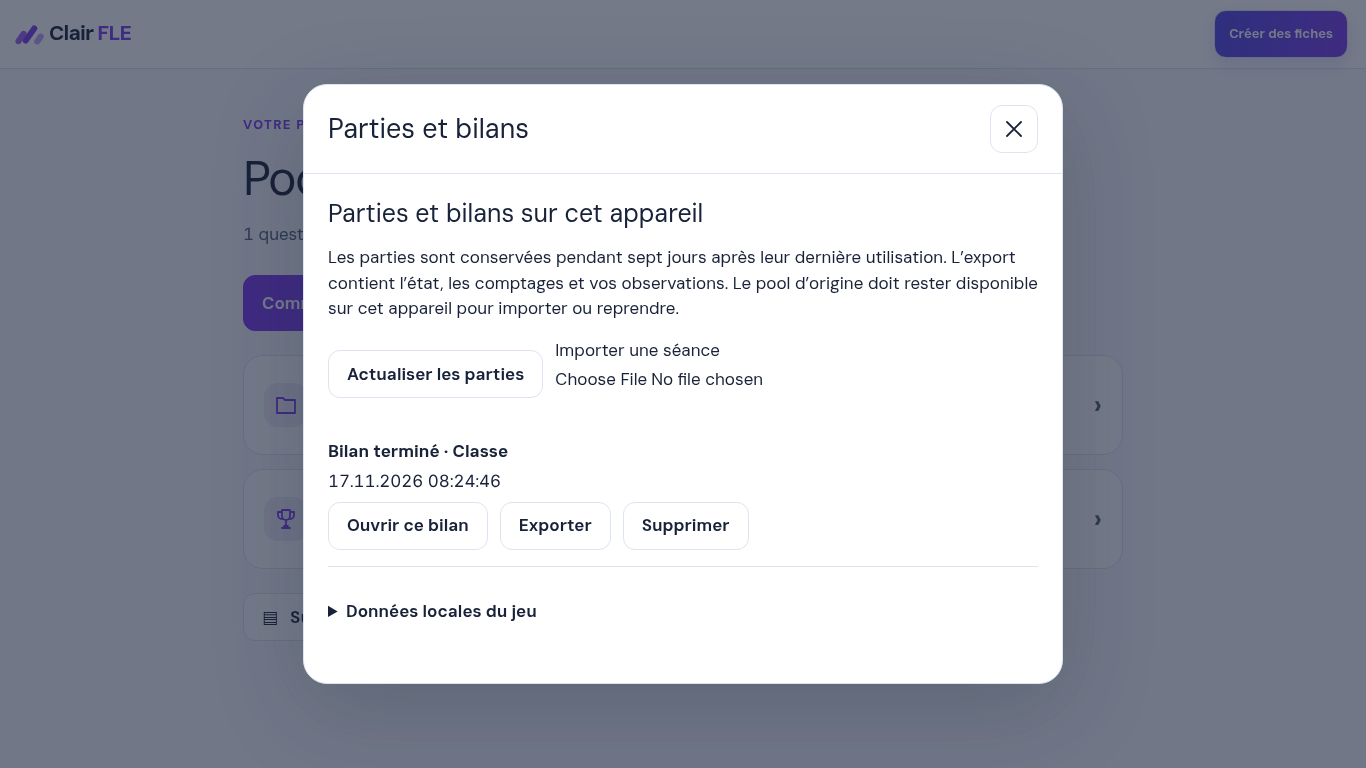 Clair FLE
Créer des fiches
Parties et bilans
VOTRE
1
Parties et bilans sur cet appareil
Les parties sont conservées pendant sept jours après leur dernière utilisation. L’export
contient l’état, les comptages et vos observations. Le pool d’origine doit rester disponible
sur cet appareil pour importer ou reprendre.
Actualiser les parties
Importer une séance
Choose File No file chosen
Bilan terminé · Classe
17.11.2026 08:24:46
Ouvrir ce bilan
Exporter
Supprimer
Données locales du jeu